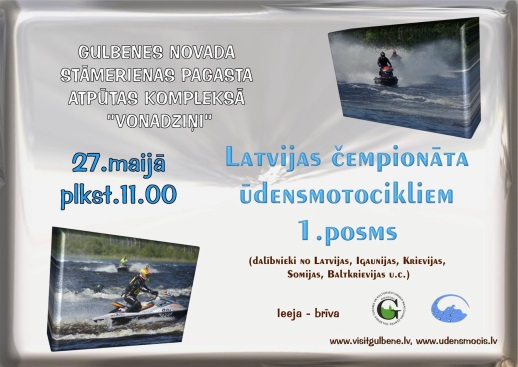 GULBENES NOVADA
STĀMERIENAS PAGASTA
ATPŪTAS KOMPLEKSĀ
"VONADZIŅI"
27.maijā
plkst.11.00
Latvijas čempionāta
ūdensmotocikliem
1.posms
(dalībnieki no Latvijas, Igaunijas, Krievijas,
Somijas, Baltkrievijas u.c.)
Ieeja - brīva
www.visitgulbene.lv, www.udensmocis.lv